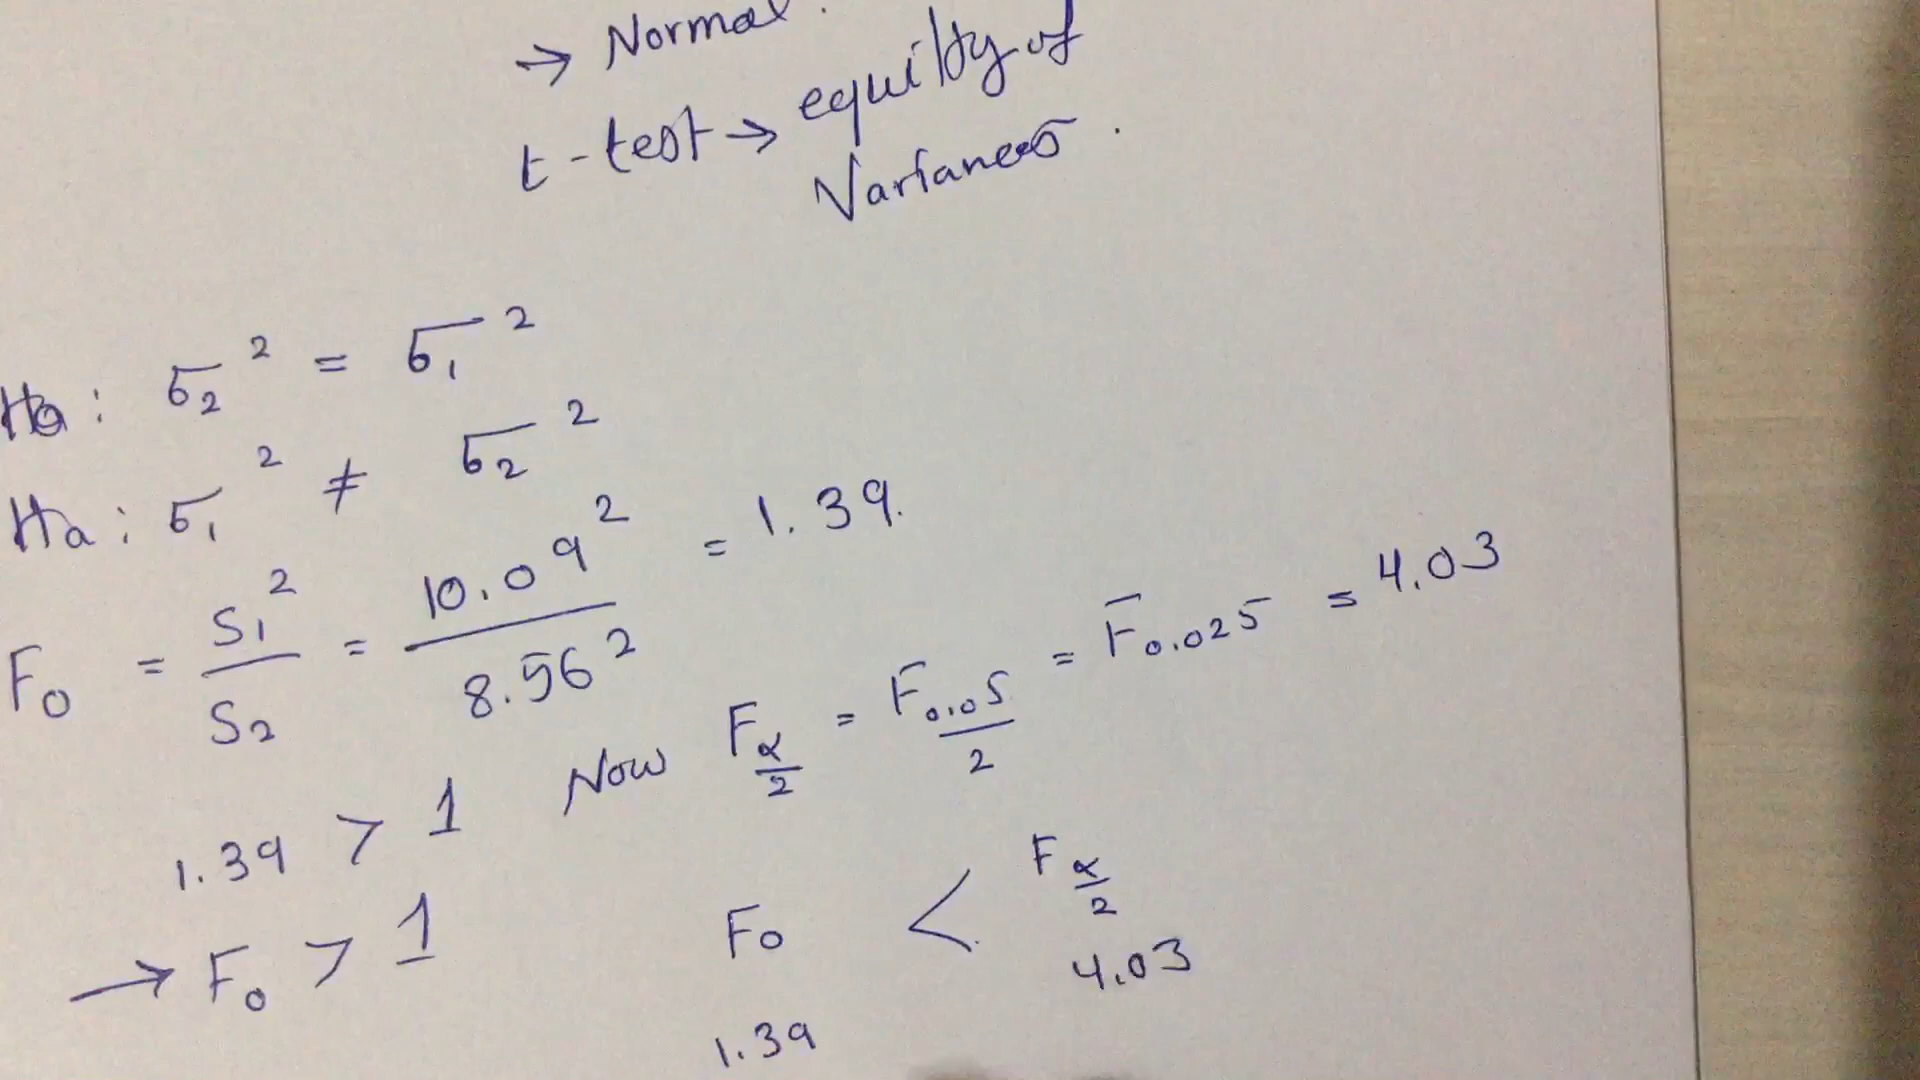 → Normal.
t-test → equility of
Variances.
H0: σ2² = σ1²
Ha: σ1² ≠ σ2²
F0 = S1²/S2 = 10.09²/8.56² = 1.39.
1.39 > 1 Now Fα/2 = F0.05/2 = F0.025 = 4.03
→ F0 > 1 F0 < Fα/2
1.39 4.03